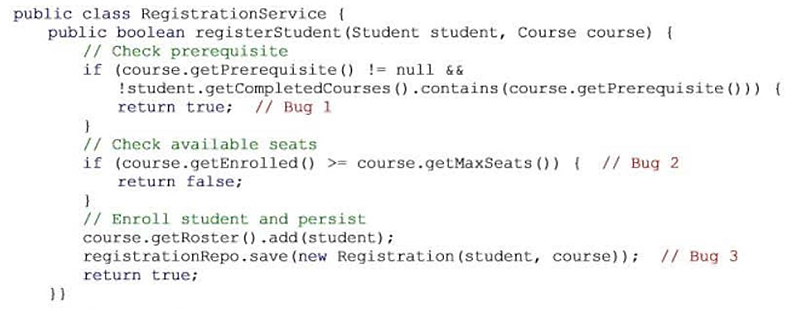 public class RegistrationService {
public boolean registerStudent(Student student, Course course) {
// Check prerequisite
if (course.getPrerequisite() != null &&
!student.getCompletedCourses().contains(course.getPrerequisite())) {
return true; // Bug 1
}
// Check available seats
if (course.getEnrolled() >= course.getMaxSeats()) { // Bug 2
return false;
}
// Enroll student and persist
course.getRoster().add(student);
registrationRepo.save(new Registration(student, course)); // Bug 3
return true;
}}